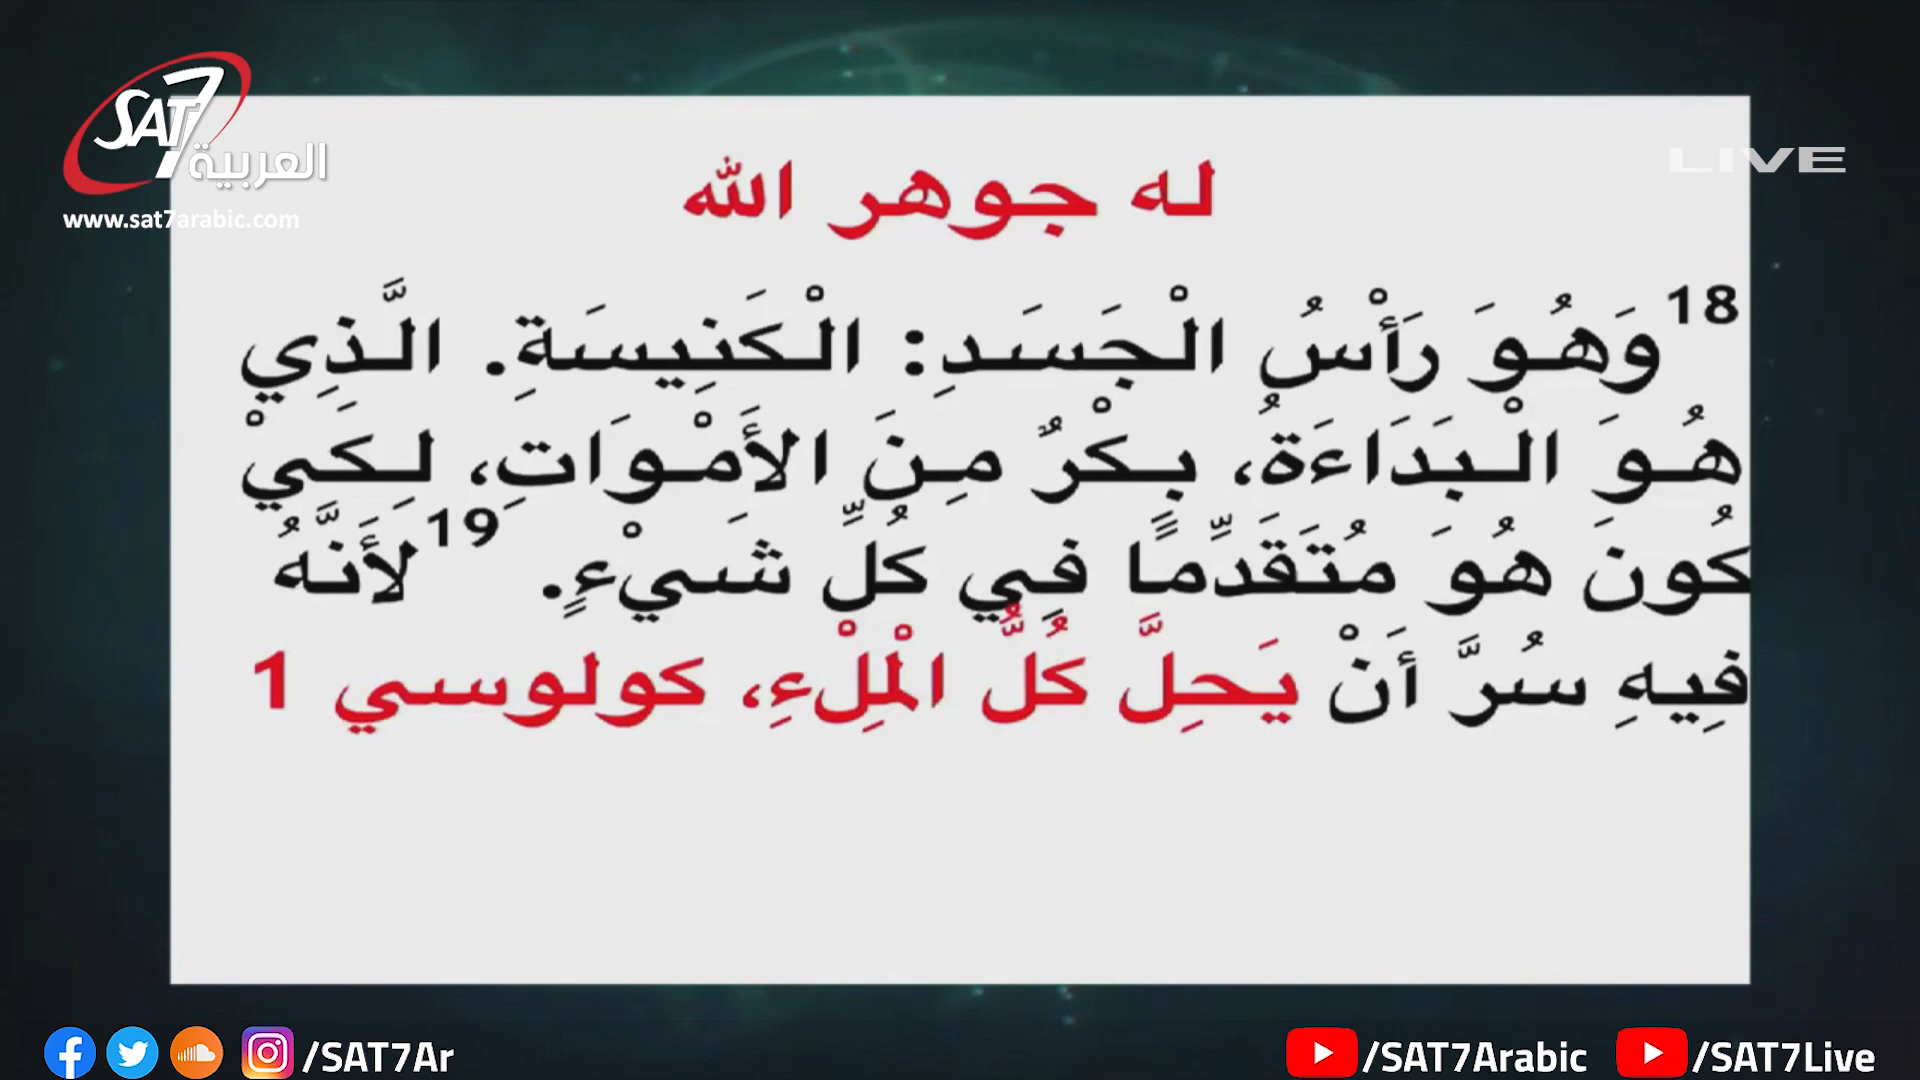 SAT7
العربية
www.sat7arabic.com
LIVE
له جوهر الله
18وَهُوَ رَأْسُ الْجَسَدِ: الْكَنِيسَةِ. الَّذِي
هُوَ الْبَدَاءَةُ، بِكْرٌ مِنَ الأَمْوَاتِ، لِكَيْ
كُونَ هُوَ مُتَقَدِّمًا فِي كُلِّ شَيْءٍ. 19لأَنَّهُ
فِيهِ سُرَّ أَنْ يَحِلَّ كُلُّ الْمِلْءِ، كولوسي 1
/SAT7Ar
/SAT7Arabic
/SAT7Live